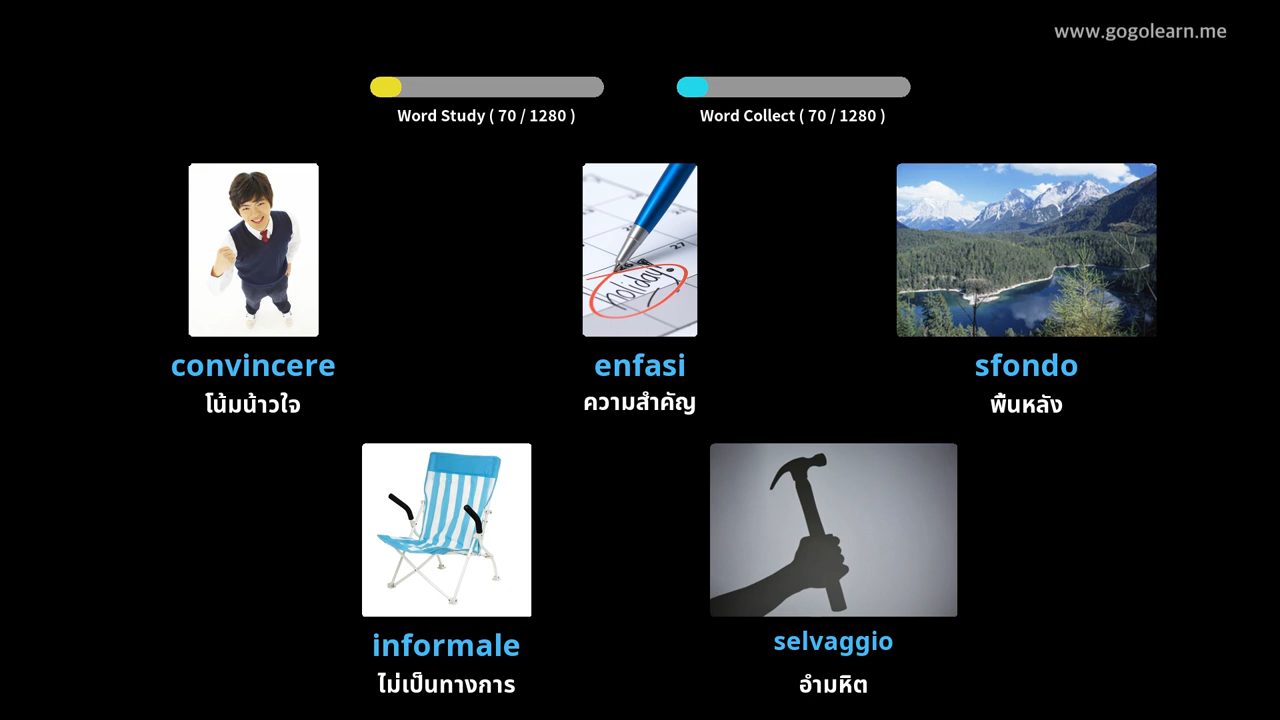 www.gogolearn.me
Word Study ( 70 / 1280 )
Word Collect ( 70 / 1280 )
27
holiday!
convincere
enfasi
sfondo
โน้มน้าวใจ
ความสำคัญ
พื้นหลัง
informale
selvaggio
ไม่เป็นทางการ
อำมหิต